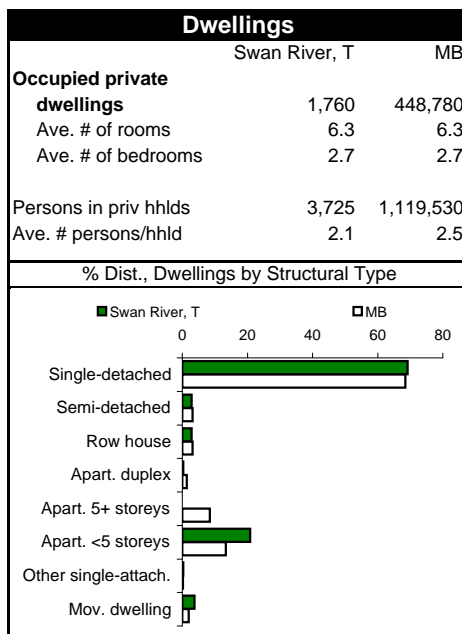 Dwellings
Swan River, T MB
Occupied private
dwellings 1,760 448,780
Ave. # of rooms 6.3 6.3
Ave. # of bedrooms 2.7 2.7
Persons in priv hhlds 3,725 1,119,530
Ave. # persons/hhld 2.1 2.5
% Dist., Dwellings by Structural Type
Swan River, T MB
0 20 40 60 80
Single-detached
Semi-detached
Row house
Apart. duplex
Apart. 5+ storeys
Apart. <5 storeys
Other single-attach.
Mov. dwelling